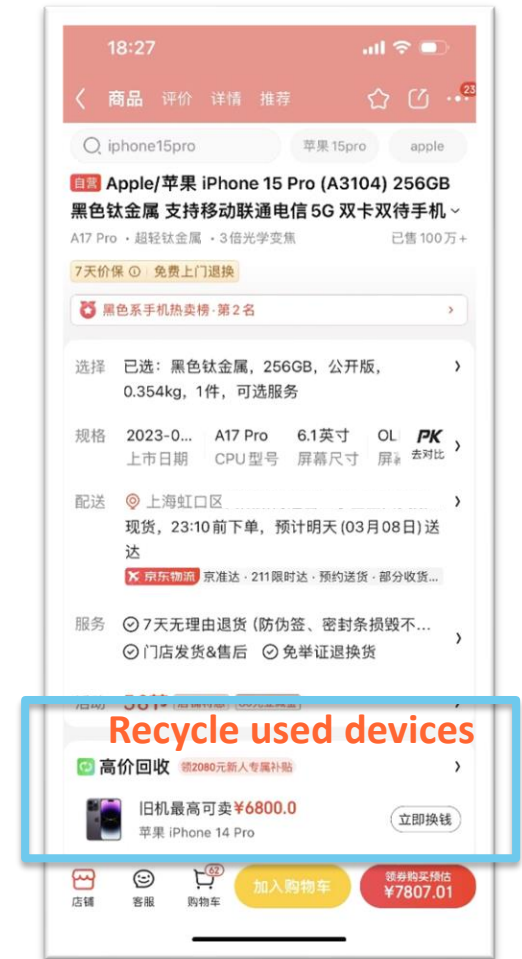 18:27
商品 评价 详情 推荐
23
iphone15pro 苹果15pro apple
自营 Apple/苹果 iPhone 15 Pro (A3104) 256GB
黑色钛金属 支持移动联通电信5G 双卡双待手机
A17 Pro ・超轻钛金属 ・3倍光学变焦 已售100万+
7天价保 免费上门退换
黑色系手机热卖榜·第2名
选择 已选：黑色钛金属，256GB，公开版，
0.354kg，1件，可选服务
规格 2023-0... A17 Pro 6.1英寸 OL PK
上市日期 CPU型号 屏幕尺寸 屏 去对比
配送 上海虹口区
现货，23:10前下单，预计明天(03月08日)送
达
京东物流 京准达·211限时达·预约送货·部分收货...
服务 7天无理由退货 (防伪签、密封条损毁不...
门店发货&售后 免举证退换货
Recycle used devices
高价回收 领2080元新人专属补贴
旧机最高可卖¥6800.0
苹果 iPhone 14 Pro 立即换钱
62
店铺 客服 购物车 加入购物车 领券购买预估
¥7807.01